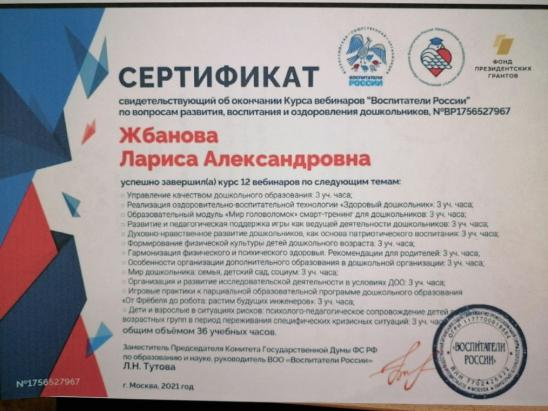 ВОСПИТАТЕЛИ
РОССИИ
ФОНД
ПРЕЗИДЕНТСКИХ
ГРАНТОВ
СЕРТИФИКАТ
свидетельствующий об окончании Курса вебинаров "Воспитатели России"
по вопросам развития, воспитания и оздоровления дошкольников, №ВР1756527967
Жбанова
Лариса Александровна
успешно завершил(а) курс 12 вебинаров по следующим темам:
Управление качеством дошкольного образования: 3 уч. часа;
Реализация оздоровительно-воспитательной технологии «Здоровый дошкольник»: 3 уч. часа;
Образовательный модуль «Мир головоломок» смарт-тренинг для дошкольников: 3 уч. часа;
Развитие и педагогическая поддержка игры как ведущей деятельности дошкольников: 3 уч. часа;
Духовно-нравственное развитие дошкольников, как основа патриотического воспитания: 3 уч. часа;
Формирование физической культуры детей дошкольного возраста: 3 уч. часа;
Гармонизация физического и психического здоровья. Рекомендации для родителей: 3 уч. часа;
Особенности организации дополнительного образования в дошкольной организации: 3 уч. часа;
Мир дошкольника: семья, детский сад, социум: 3 уч. часа;
Организация и развитие исследовательской деятельности в условиях ДОО: 3 уч. часа;
Игровые практики к парциальной образовательной программе дошкольного образования
«От Фрёбеля до робота: растим будущих инженеров»: 3 уч. часа;
Дети и взрослые в ситуациях рисков: психолого-педагогическое сопровождение детей
возрастных групп в период переживания специфических кризисных ситуаций: 3 уч. часа
общим объёмом 36 учебных часов.
Заместитель Председателя Комитета Государственной Думы ФС РФ
по образованию и науке, руководитель ВОО «Воспитатели России»
Л.Н. Тутова
«ВОСПИТАТЕЛИ
РОССИИ»
№1756527967
г. Москва, 2021 год